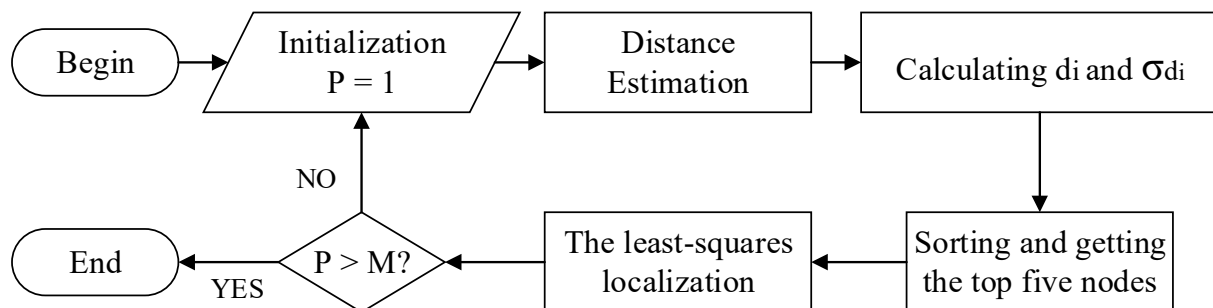 Begin
Initialization
P = 1
Distance
Estimation
Calculating di and σdi
Sorting and getting
the top five nodes
The least-squares
localization
P > M?
NO
YES
End